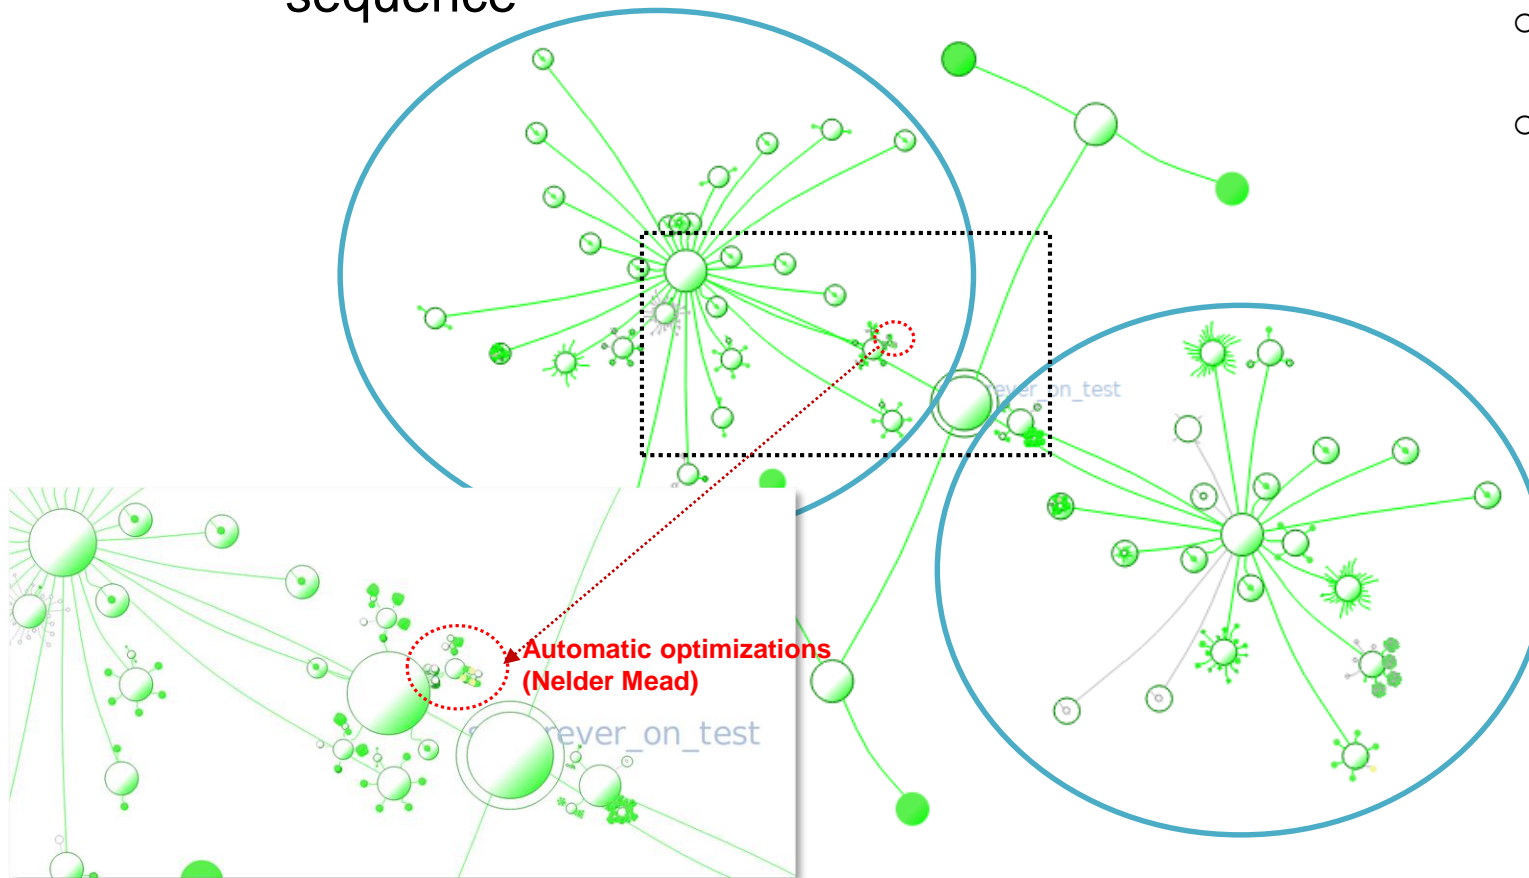 sequence
rever_on_test
Automatic optimizations
(Nelder Mead)
rever_on_test